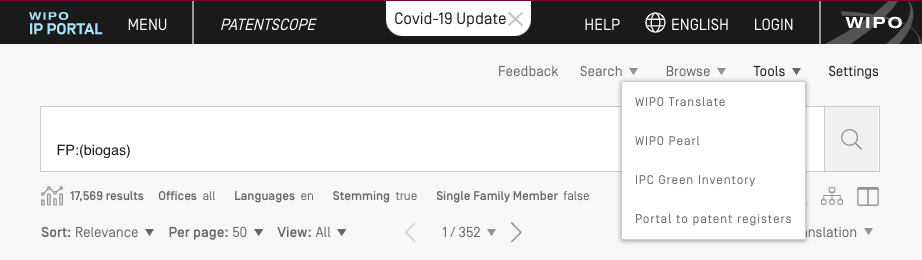 WIPO
IP PORTAL
MENU
PATENTSCOPE
Covid-19 Update
HELP
ENGLISH
LOGIN
WIPO
Feedback
Search
Browse
Tools
Settings
WIPO Translate
WIPO Pearl
IPC Green Inventory
Portal to patent registers
FP:(biogas)
17,569 results Offices all Languages en Stemming true Single Family Member false
Sort: Relevance Per page: 50 View: All 1 / 352